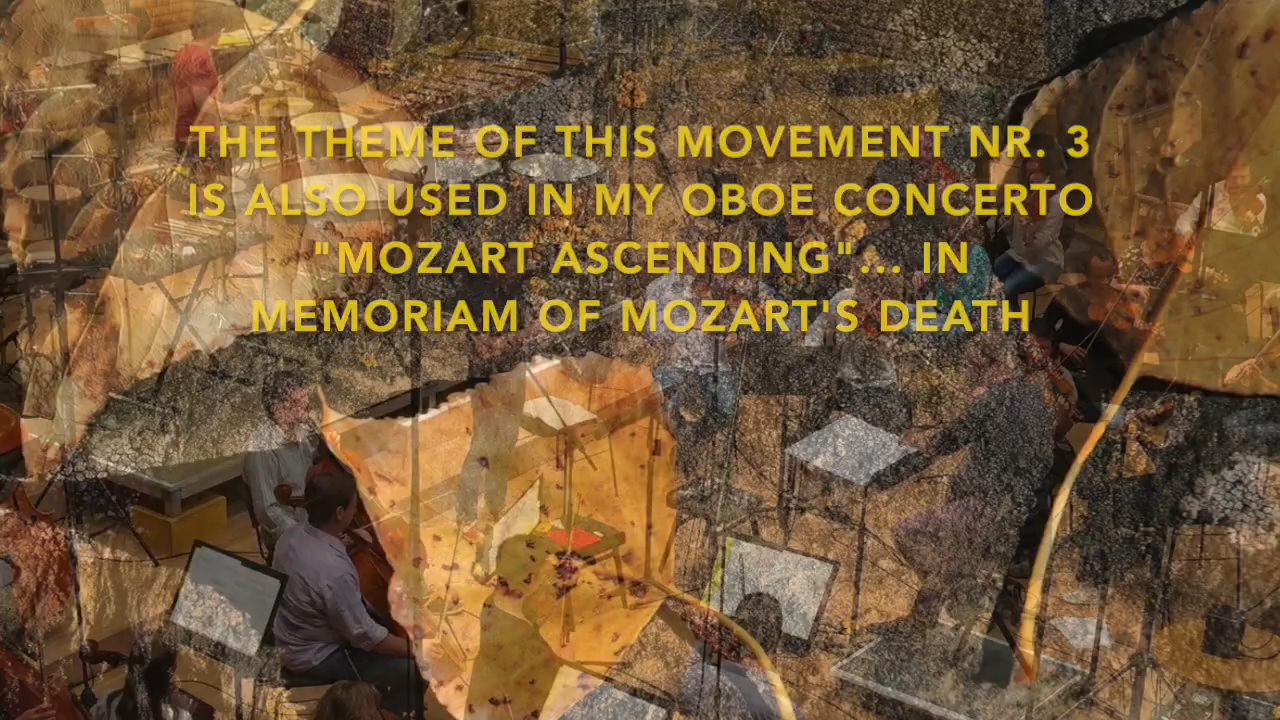 THE THEME OF THIS MOVEMENT NR. 3
IS ALSO USED IN MY OBOE CONCERTO
"MOZART ASCENDING"... IN
MEMORIAM OF MOZART'S DEATH